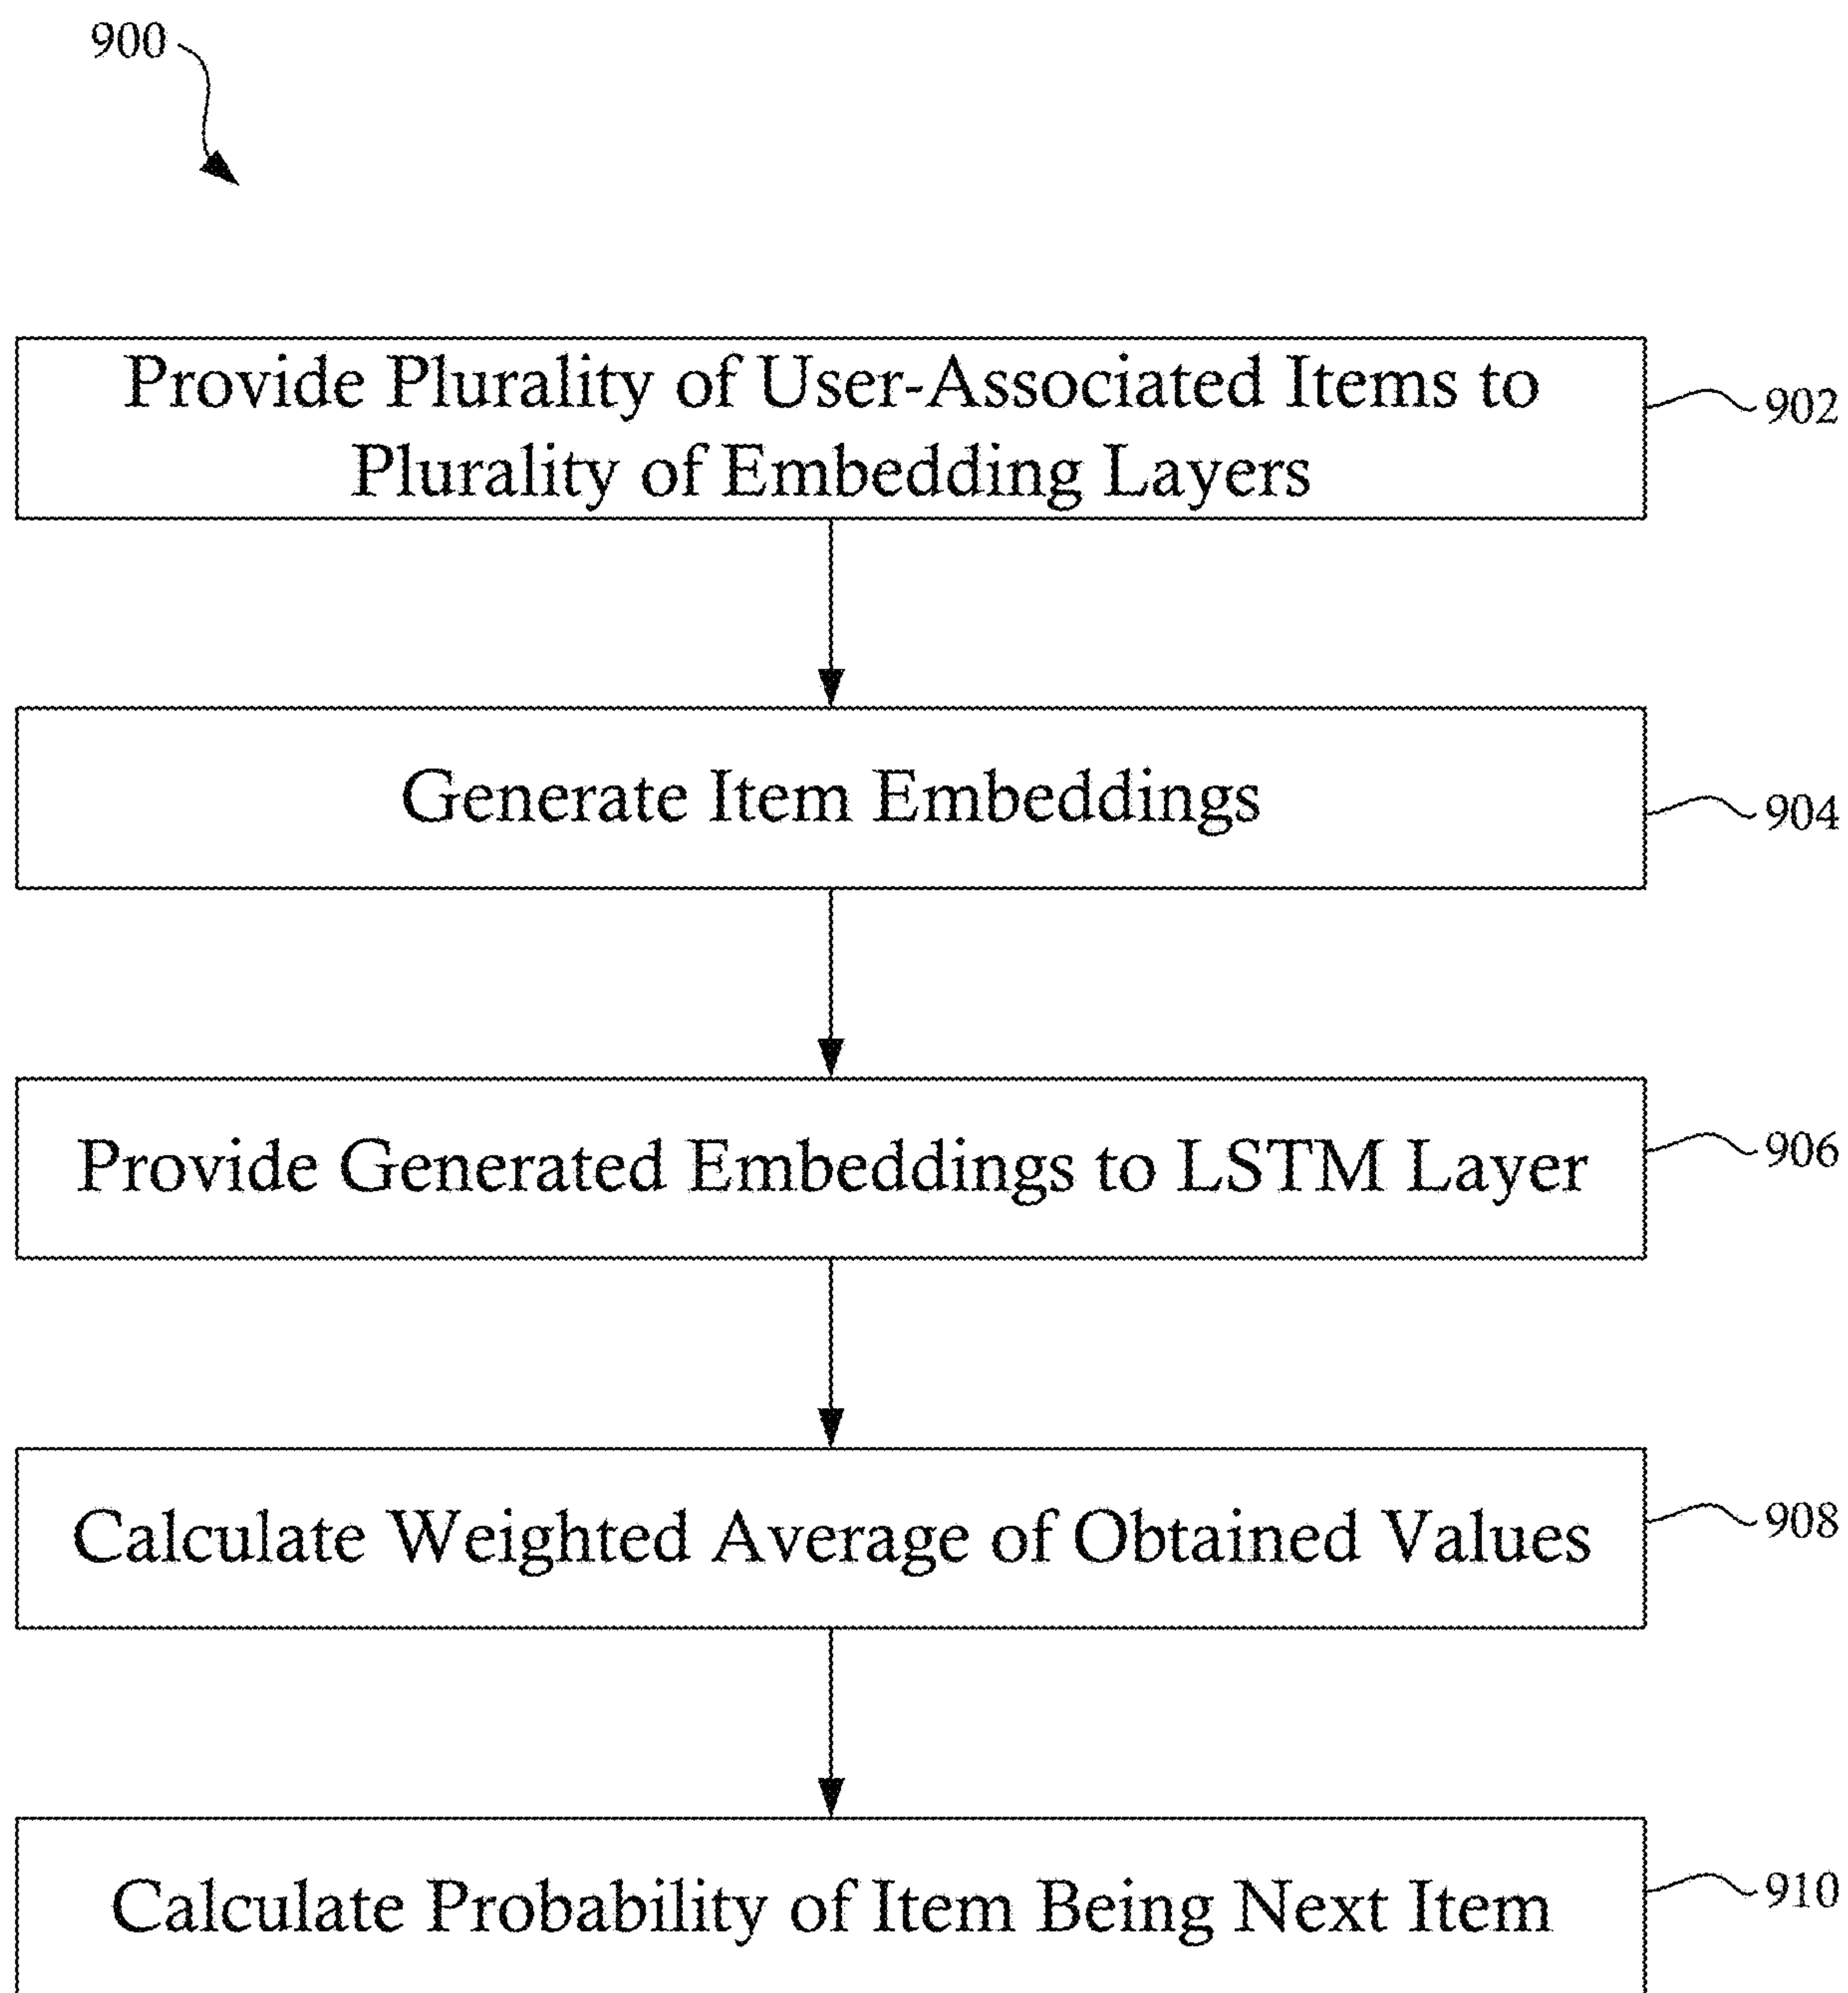 900
Provide Plurality of User-Associated Items to
Plurality of Embedding Layers
902
Generate Item Embeddings
904
Provide Generated Embeddings to LSTM Layer
906
Calculate Weighted Average of Obtained Values
908
Calculate Probability of Item Being Next Item
910